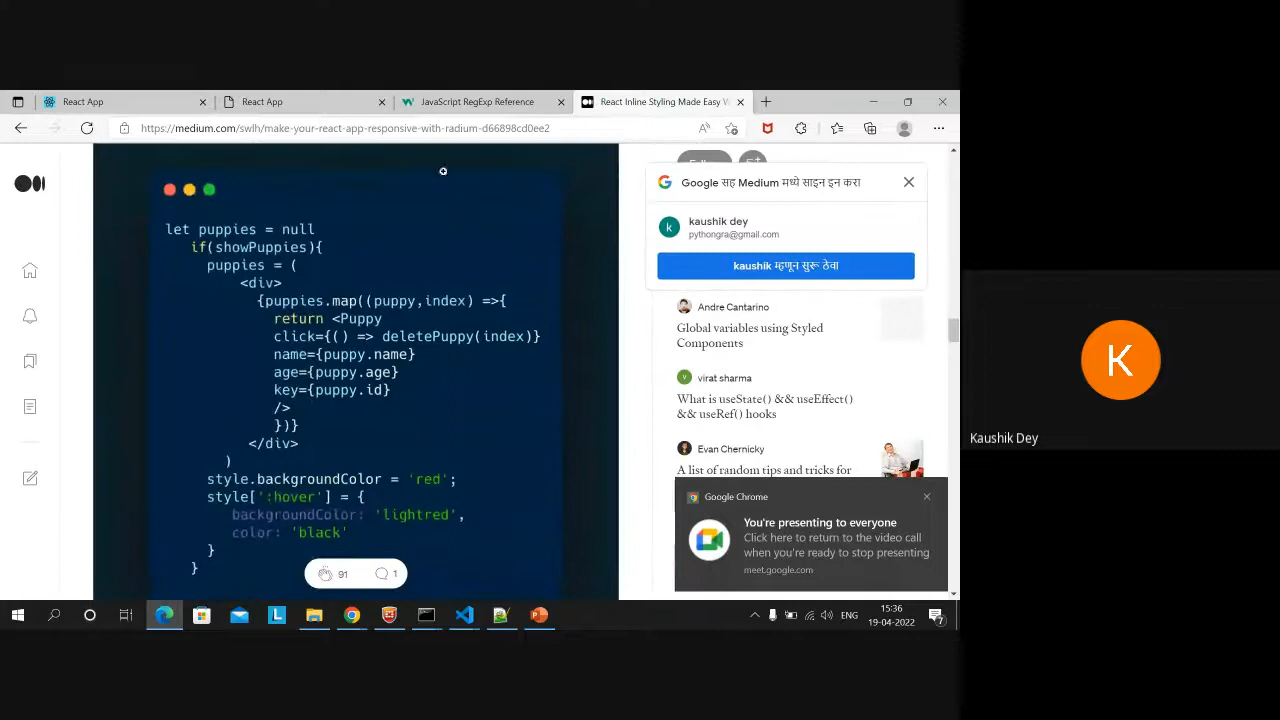 React App
React App
JavaScript RegExp Reference
React Inline Styling Made Easy W
https://medium.com/swlh/make-your-react-app-responsive-with-radium-d66898cd0ee2
let puppies = null
if(showPuppies){
puppies = (
<div>
{puppies.map((puppy,index) =>{
return <Puppy
click={() => deletePuppy(index)}
name={puppy.name}
age={puppy.age}
key={puppy.id}
/>
})}
</div>
)
style.backgroundColor = 'red';
style[':hover'] = {
backgroundColor: 'lightred',
color: 'black'
}
}
91
1
Google सह Medium मध्ये साइन इन करा
k
kaushik dey
pythongra@gmail.com
kaushik म्हणून सुरू ठेवा
Andre Cantarino
Global variables using Styled
Components
virat sharma
What is useState() && useEffect()
&& useRef() hooks
Evan Chernicky
A list of random tips and tricks for
Google Chrome
You're presenting to everyone
Click here to return to the video call
when you're ready to stop presenting
meet.google.com
L
ENG
15:36
19-04-2022
7
K
Kaushik Dey